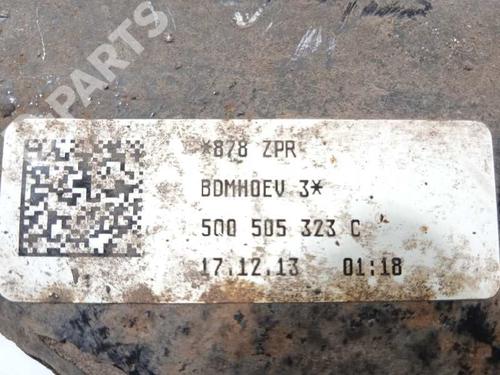 PARTS
*878 ZPR
BDMHOEV 3*
5Q0 505 323 C
17.12.13 01:18